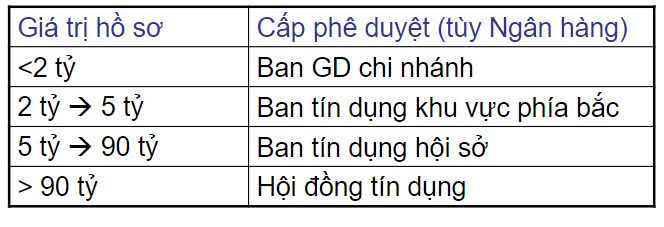 Giá trị hồ sơ Cấp phê duyệt (tùy Ngân hàng)
<2 tỷ Ban GD chi nhánh
2 tỷ → 5 tỷ Ban tín dụng khu vực phía bắc
5 tỷ → 90 tỷ Ban tín dụng hội sở
> 90 tỷ Hội đồng tín dụng